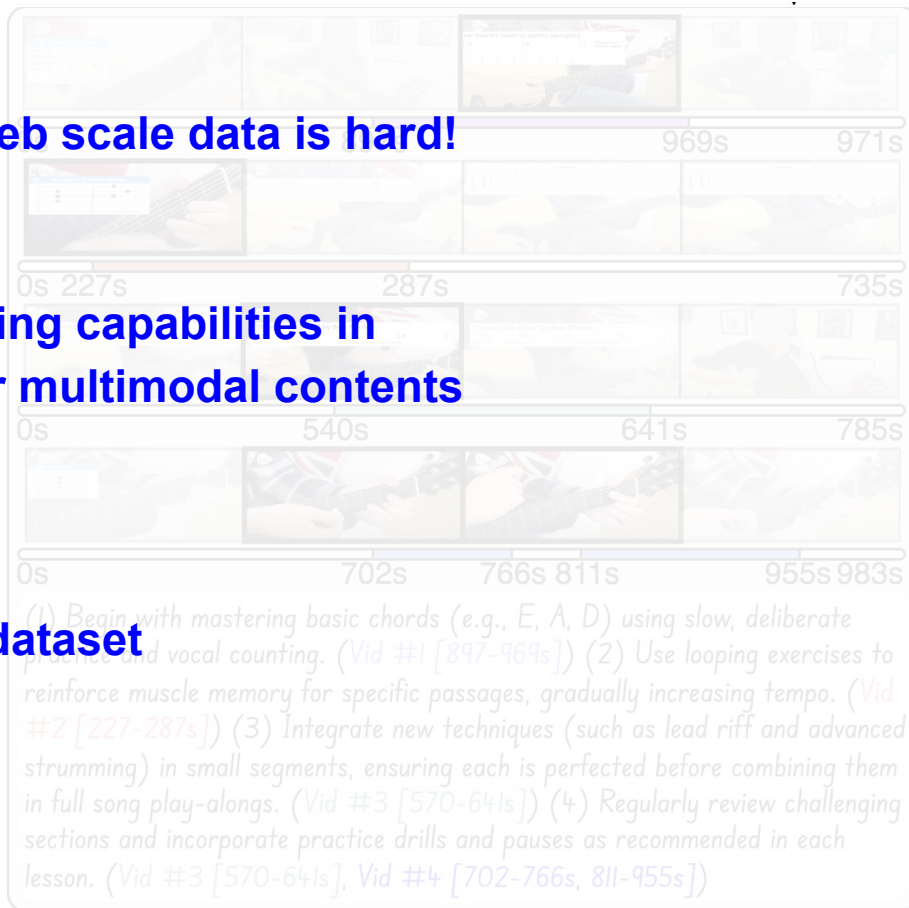 eb scale data is hard!
969s 971s
0s 227s 287s 735s
ing capabilities in
r multimodal contents
0s 540s 641s 785s
0s 702s 766s 811s 955s 983s
(1) Begin with mastering basic chords (e.g., E, A, D) using slow, deliberate
dataset
practice and vocal counting. (Vid #1 [897-969s]) (2) Use looping exercises to
reinforce muscle memory for specific passages, gradually increasing tempo. (Vid
#2 [227-287s]) (3) Integrate new techniques (such as lead riff and advanced
strumming) in small segments, ensuring each is perfected before combining them
in full song play-alongs. (Vid #3 [570-641s]) (4) Regularly review challenging
sections and incorporate practice drills and pauses as recommended in each
lesson. (Vid #3 [570-641s], Vid #4 [702-766s, 811-955s])